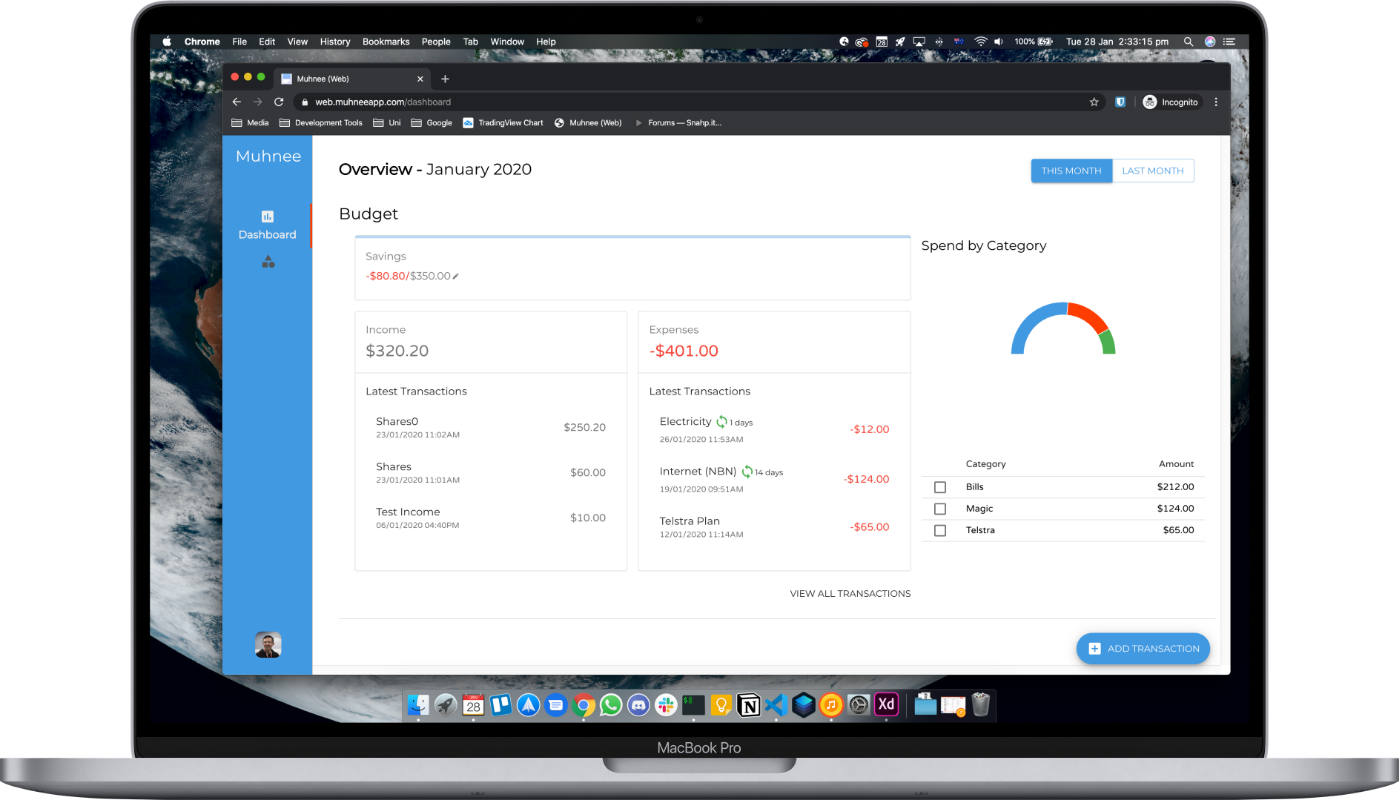 Chrome File Edit View History Bookmarks People Tab Window Help
28 100% Tue 28 Jan 2:33:15 pm
Muhnee (Web)
web.muhneeapp.com/dashboard
Incognito
Media Development Tools Uni Google TradingView Chart Muhnee (Web) Forums — Snahp.it...
Muhnee
Dashboard
Overview - January 2020
THIS MONTH LAST MONTH
Budget
Savings
-$80.80/$350.00
Income
$320.20
Latest Transactions
Shares0
23/01/2020 11:02AM
$250.20
Shares
23/01/2020 11:01AM
$60.00
Test Income
06/01/2020 04:40PM
$10.00
Expenses
-$401.00
Latest Transactions
Electricity 1 days
26/01/2020 11:53AM
-$12.00
Internet (NBN) 14 days
19/01/2020 09:51AM
-$124.00
Telstra Plan
12/01/2020 11:14AM
-$65.00
VIEW ALL TRANSACTIONS
Spend by Category
Category Amount
Bills $212.00
Magic $124.00
Telstra $65.00
ADD TRANSACTION
28
N
Xd
MacBook Pro